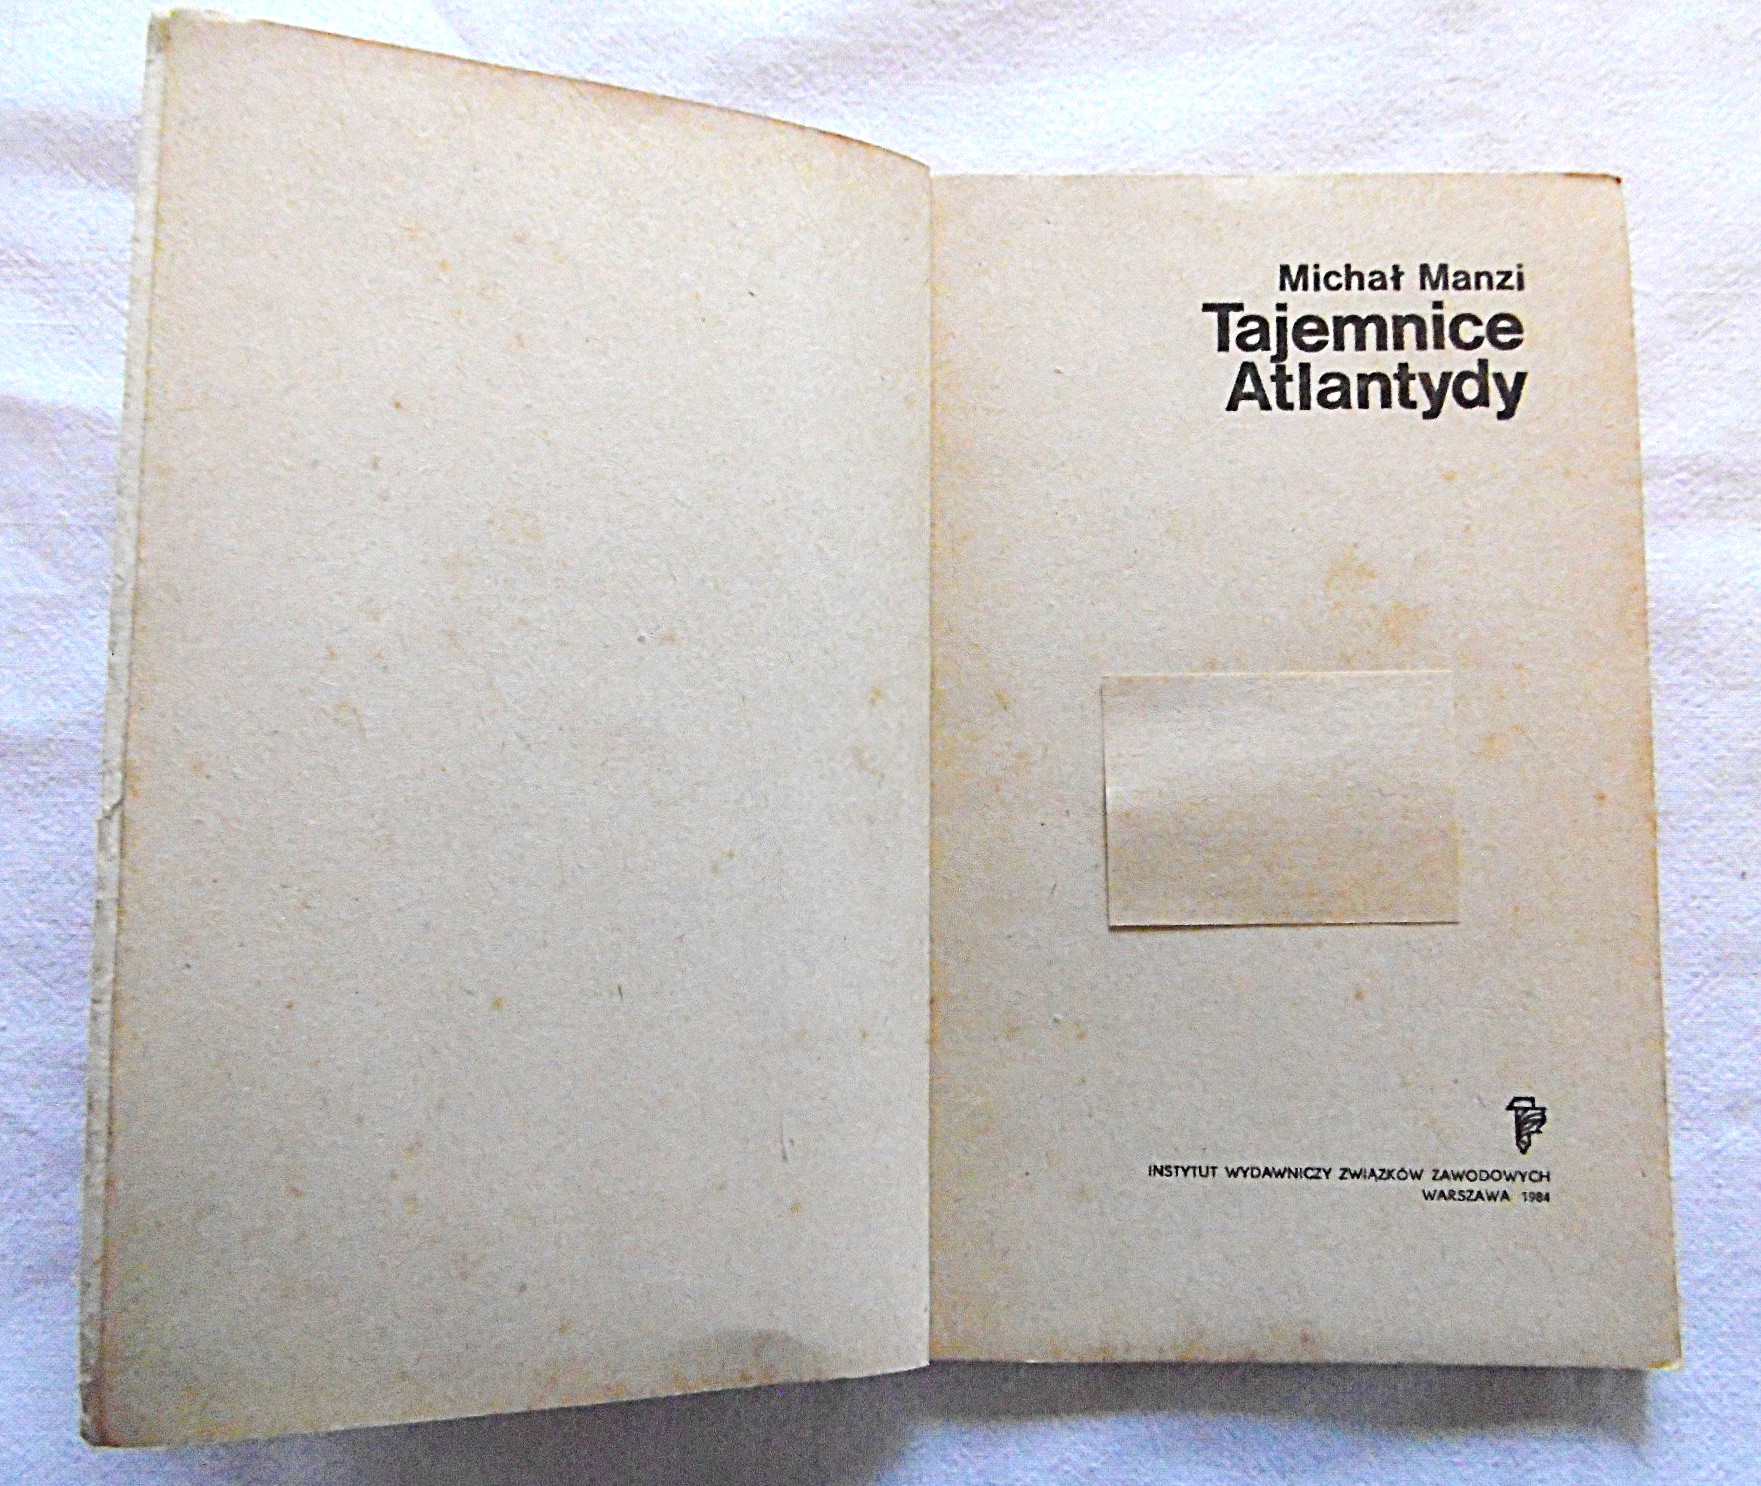 Michał Manzi
Tajemnice
Atlantydy
INSTYTUT WYDAWNICZY ZWIĄZKÓW ZAWODOWYCH
WARSZAWA 1984